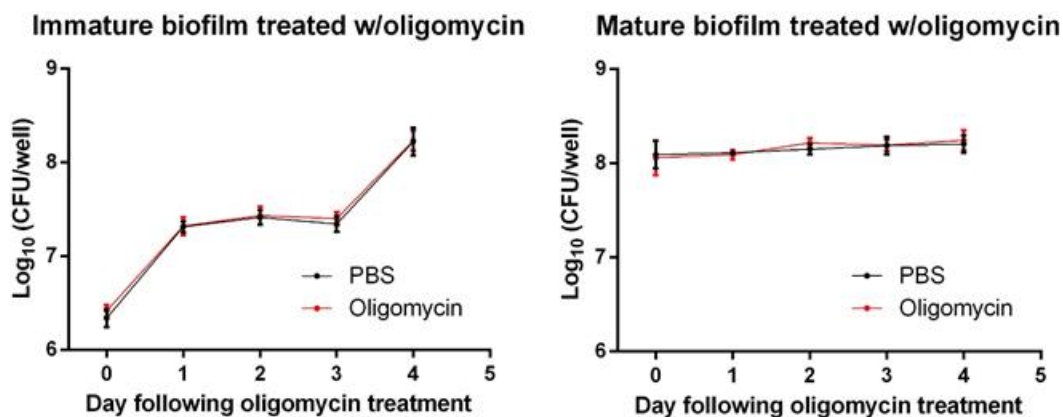 Immature biofilm treated w/oligomycin
Log10 (CFU/well)
9
8
7
6
PBS
Oligomycin
0 1 2 3 4 5
Day following oligomycin treatment
Mature biofilm treated w/oligomycin
Log10 (CFU/well)
9
8
7
6
PBS
Oligomycin
0 1 2 3 4 5
Day following oligomycin treatment